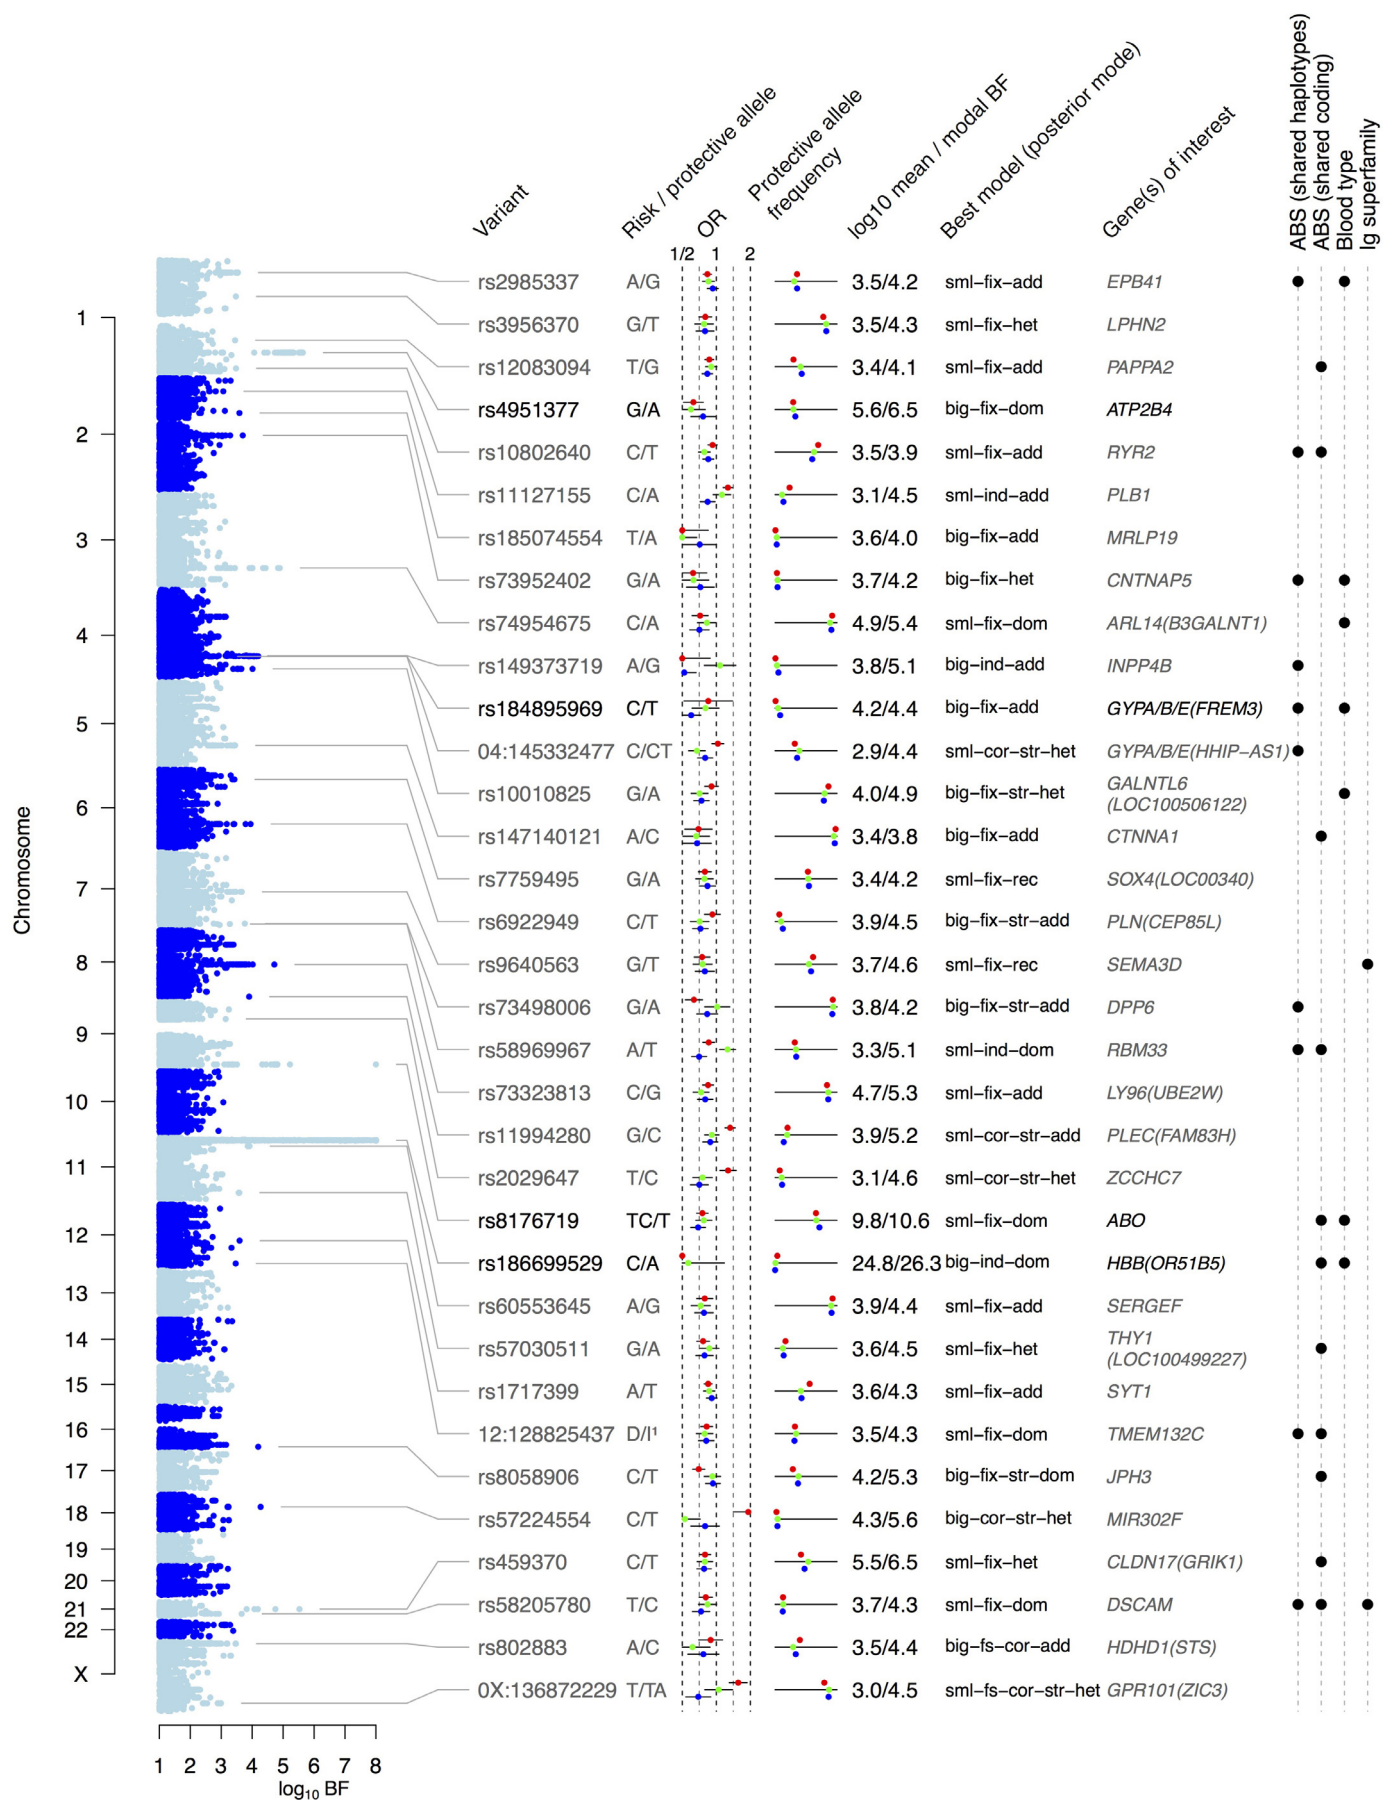 Variant
Risk / protective allele
OR
Protective allele
frequency
log10 mean / modal BF
Best model (posterior mode)
Gene(s) of interest
ABS (shared haplotypes)
ABS (shared coding)
Blood type
Ig superfamily
1/2 1 2
rs2985337 A/G 3.5/4.2 sml−fix−add EPB41
rs3956370 G/T 3.5/4.3 sml−fix−het LPHN2
rs12083094 T/G 3.4/4.1 sml−fix−add PAPPA2
rs4951377 G/A 5.6/6.5 big−fix−dom ATP2B4
rs10802640 C/T 3.5/3.9 sml−fix−add RYR2
rs11127155 C/A 3.1/4.5 sml−ind−add PLB1
rs185074554 T/A 3.6/4.0 big−fix−add MRLP19
rs73952402 G/A 3.7/4.2 big−fix−het CNTNAP5
rs74954675 C/A 4.9/5.4 sml−fix−dom ARL14(B3GALNT1)
rs149373719 A/G 3.8/5.1 big−ind−add INPP4B
rs184895969 C/T 4.2/4.4 big−fix−add GYPA/B/E(FREM3)
04:145332477 C/CT 2.9/4.4 sml−cor−str−het GYPA/B/E(HHIP−AS1)
rs10010825 G/A 4.0/4.9 big−fix−str−het GALNTL6
(LOC100506122)
rs147140121 A/C 3.4/3.8 big−fix−add CTNNA1
rs7759495 G/A 3.4/4.2 sml−fix−rec SOX4(LOC00340)
rs6922949 C/T 3.9/4.5 big−fix−str−add PLN(CEP85L)
rs9640563 G/T 3.7/4.6 sml−fix−rec SEMA3D
rs73498006 G/A 3.8/4.2 big−fix−str−add DPP6
rs58969967 A/T 3.3/5.1 sml−ind−dom RBM33
rs73323813 C/G 4.7/5.3 sml−fix−add LY96(UBE2W)
rs11994280 G/C 3.9/5.2 sml−cor−str−add PLEC(FAM83H)
rs2029647 T/C 3.1/4.6 sml−cor−str−het ZCCHC7
rs8176719 TC/T 9.8/10.6 sml−fix−dom ABO
rs186699529 C/A 24.8/26.3 big−ind−dom HBB(OR51B5)
rs60553645 A/G 3.9/4.4 sml−fix−add SERGEF
rs57030511 G/A 3.6/4.5 sml−fix−het THY1
(LOC100499227)
rs1717399 A/T 3.6/4.3 sml−fix−add SYT1
12:128825437 D/I¹ 3.5/4.3 sml−fix−dom TMEM132C
rs8058906 C/T 4.2/5.3 big−fix−str−dom JPH3
rs57224554 C/T 4.3/5.6 big−cor−str−het MIR302F
rs459370 C/T 5.5/6.5 sml−fix−het CLDN17(GRIK1)
rs58205780 T/C 3.7/4.3 sml−fix−dom DSCAM
rs802883 A/C 3.5/4.4 big−fs−cor−add HDHD1(STS)
0X:136872229 T/TA 3.0/4.5 sml−fs−cor−str−het GPR101(ZIC3)
Chromosome
1
2
3
4
5
6
7
8
9
10
11
12
13
14
15
16
17
18
19
20
21
22
X
1 2 3 4 5 6 7 8
log₁₀ BF